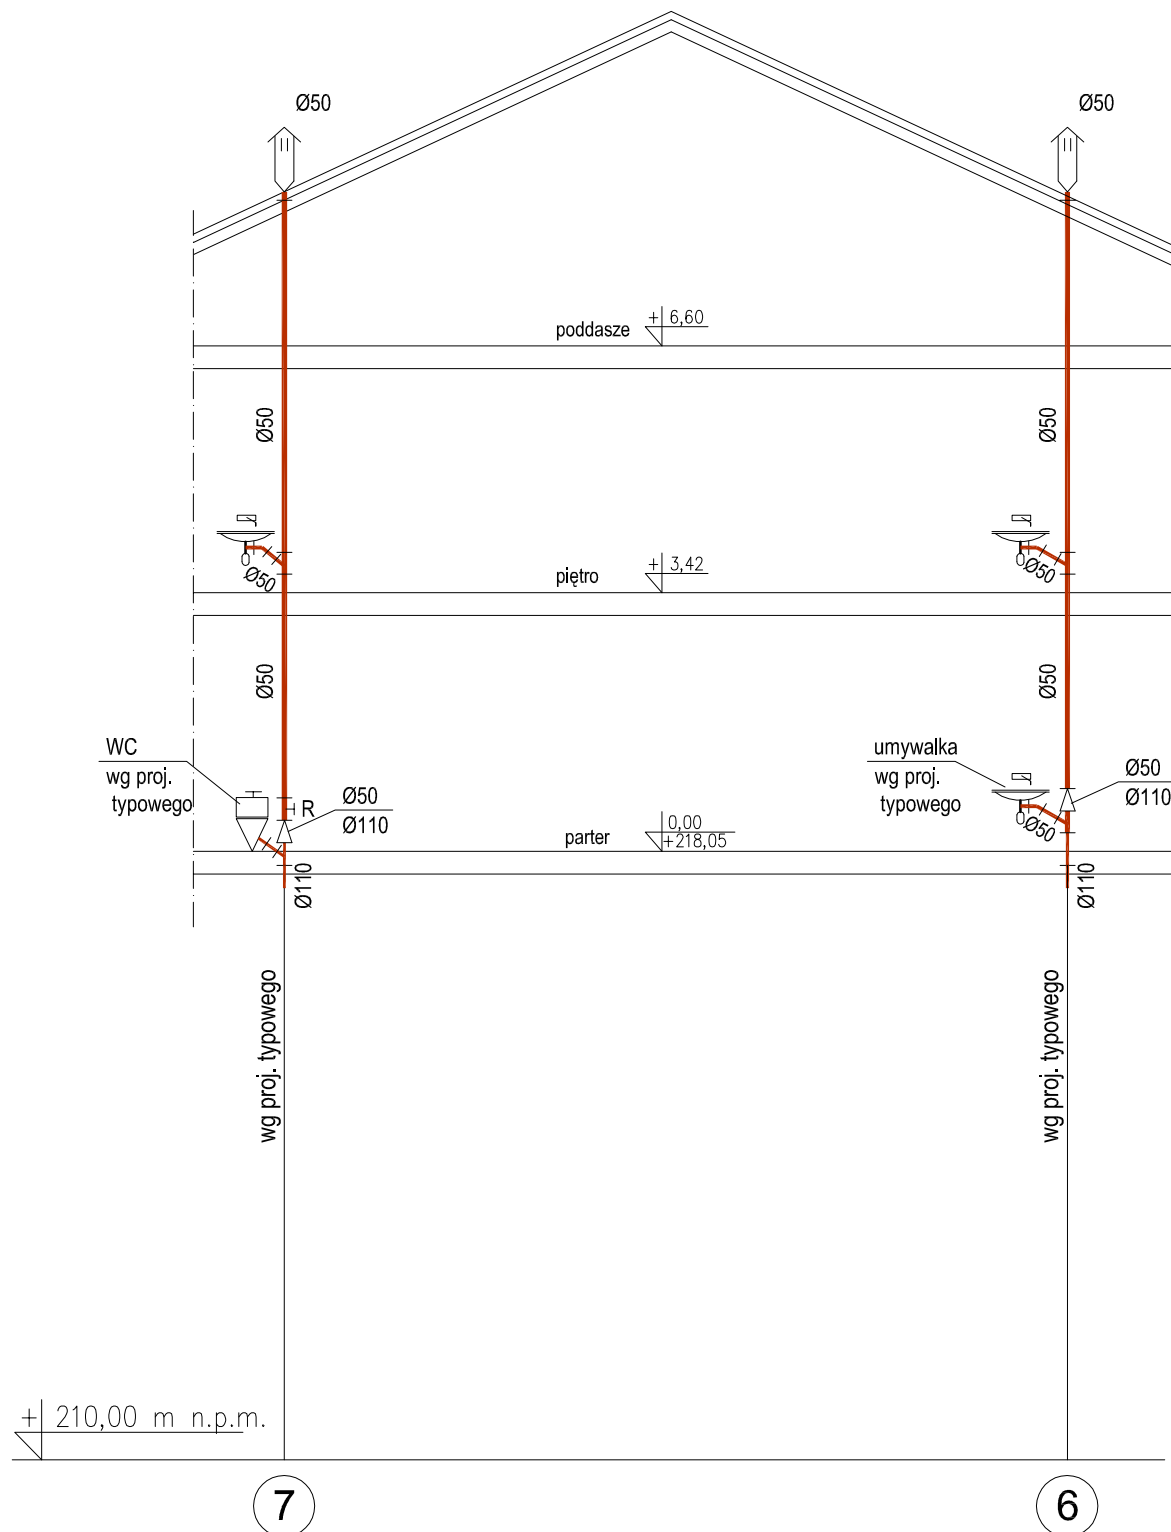 Ø50
Ø50
+ 6,60
poddasze
Ø50
Ø50
+ 3,42
piętro
Ø50
Ø50
Ø50
Ø50
WC
wg proj.
typowego
umywalka
wg proj.
typowego
R
Ø50
Ø110
Ø50
Ø110
Ø50
0,00
+218,05
parter
Ø110
Ø110
wg proj. typowego
wg proj. typowego
+ 210,00 m n.p.m.
7
6